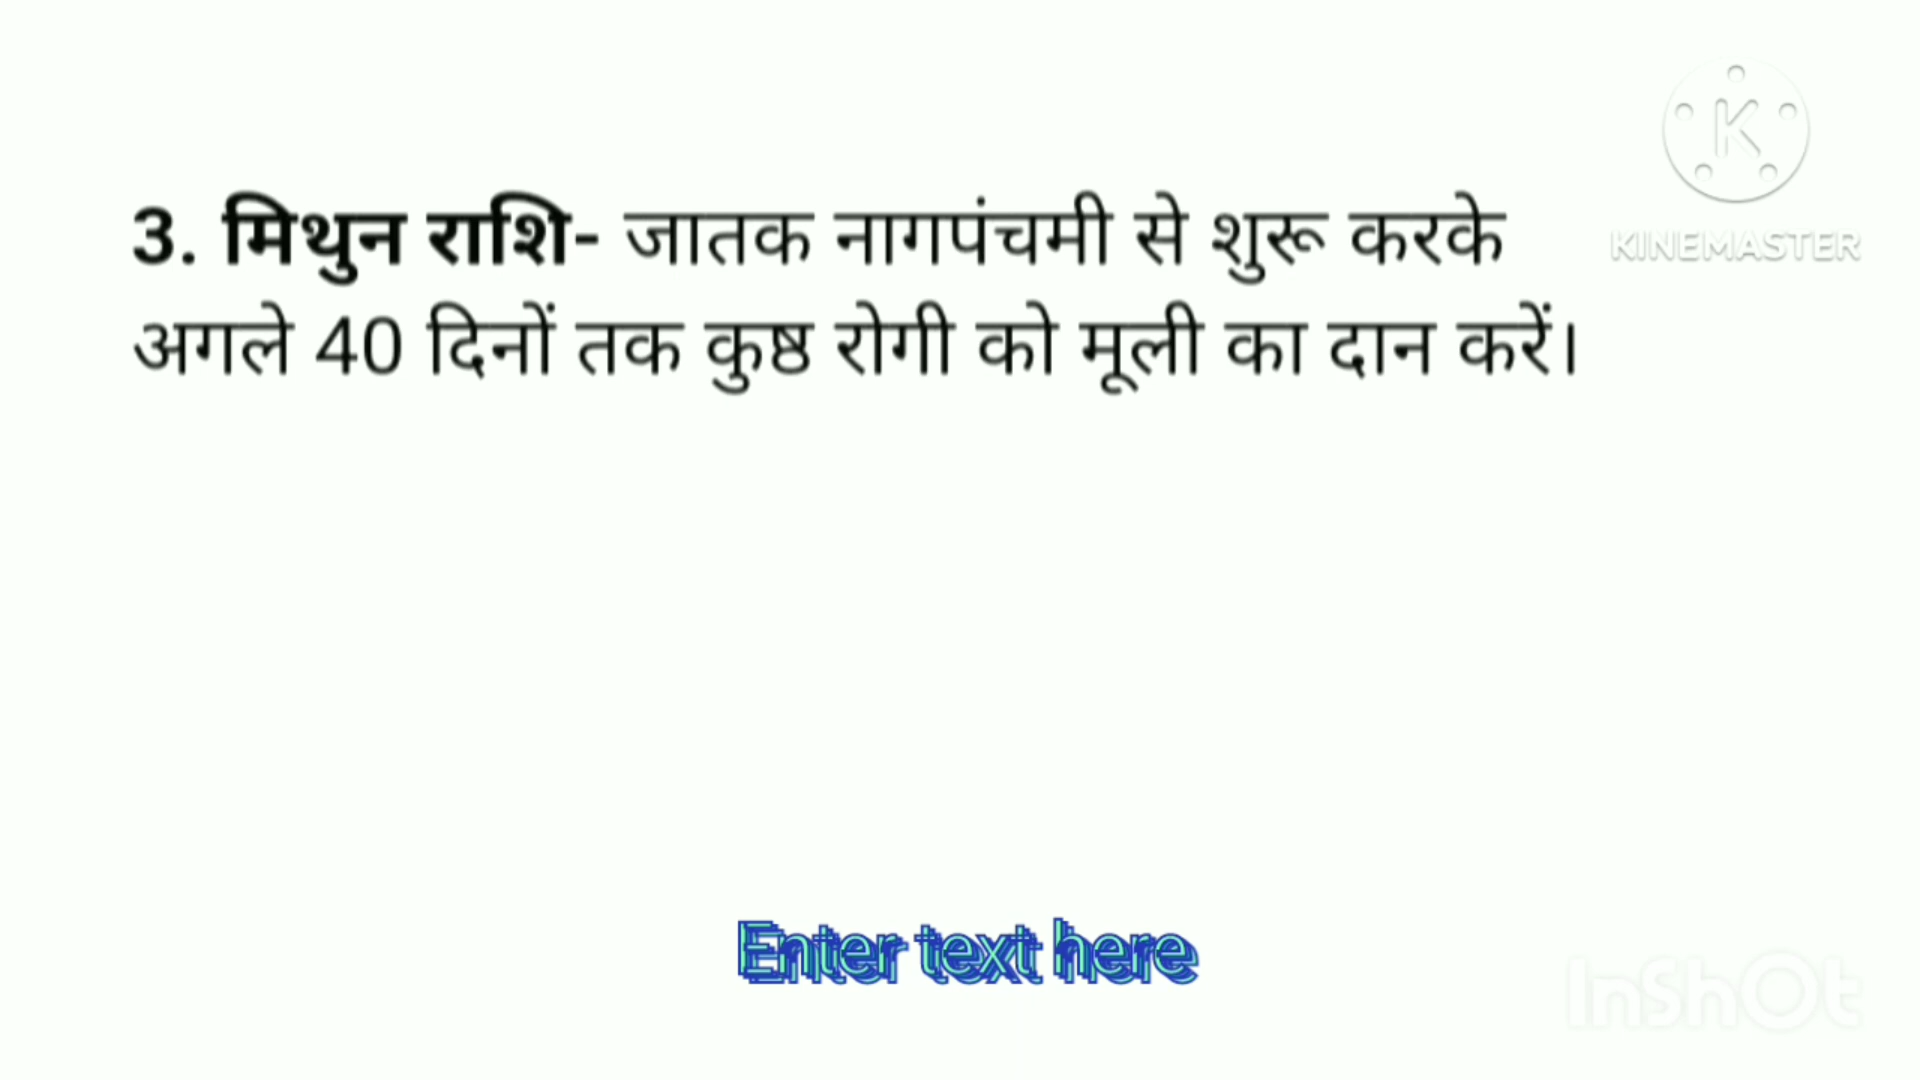 3. मिथुन राशि- जातक नागपंचमी से शुरू करके
अगले 40 दिनों तक कुष्ठ रोगी को मूली का दान करें।
K
KINEMASTER
Enter text here
InShOt